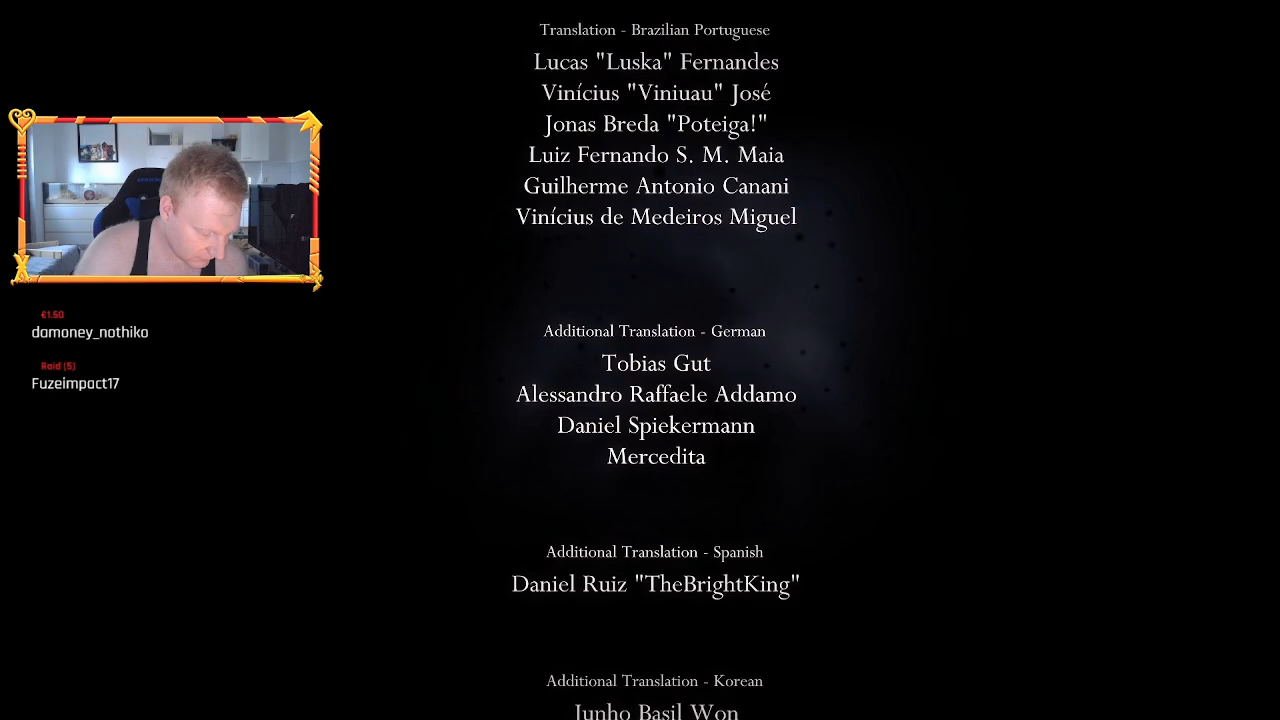 Translation - Brazilian Portuguese
Lucas "Luska" Fernandes
Vinícius "Viniuau" José
Jonas Breda "Poteiga!"
Luiz Fernando S. M. Maia
Guilherme Antonio Canani
Vinícius de Medeiros Miguel
€1.50
damoney_nothiko
Raid (5)
Fuzeimpact17
Additional Translation - German
Tobias Gut
Alessandro Raffaele Addamo
Daniel Spiekermann
Mercedita
Additional Translation - Spanish
Daniel Ruiz "TheBrightKing"
Additional Translation - Korean
Junho Basil Won